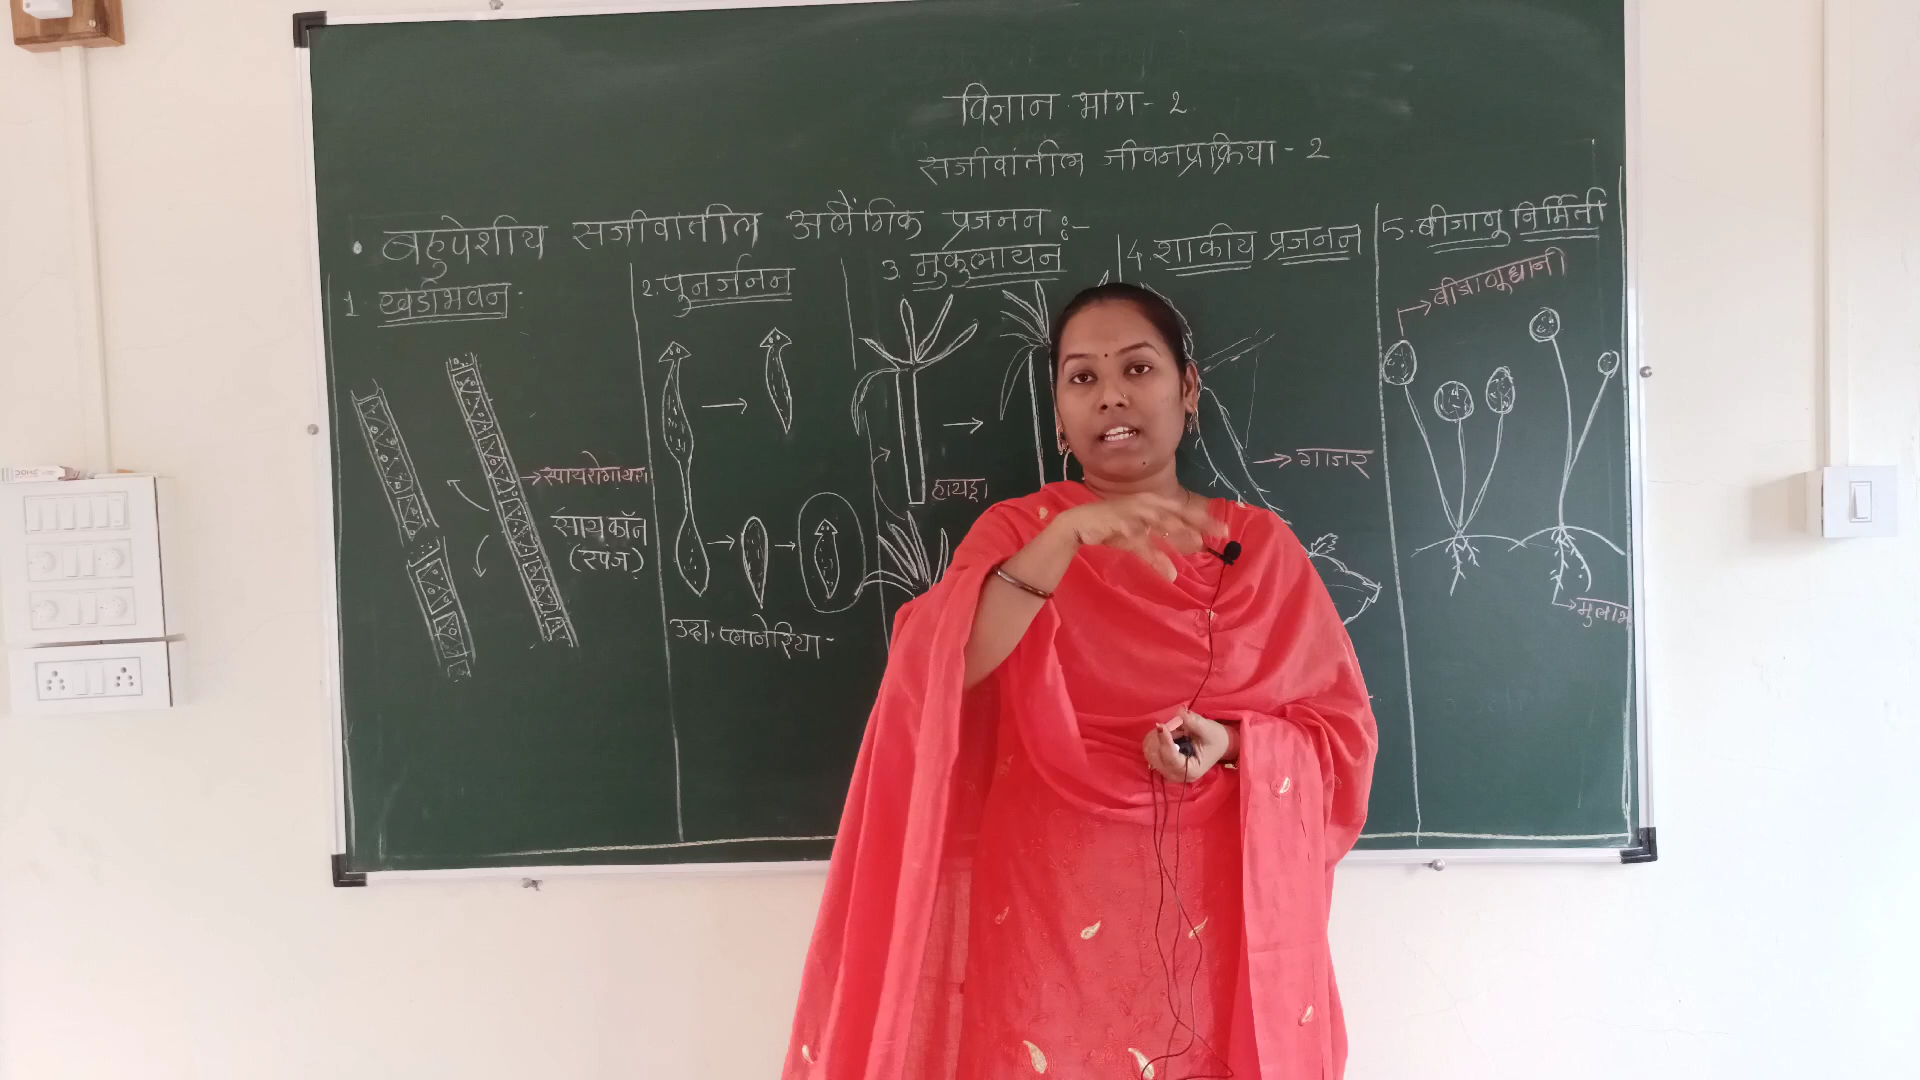 विज्ञान भाग - २
सजीवांतील जीवनप्रक्रिया - 2
• बहुपेशीय सजीवांतील अलैंगिक प्रजनन :-
1. खंडीभवन :
स्पायरोगायरा
सायकॉन
(स्पंज)
2. पुनर्जनन
उदा. प्लानेरिया -
3. मुकुलायन
हायड्रा
4. शाकीय प्रजनन
गाजर
5. बीजाणू निर्मिती
बीजाणूधानी